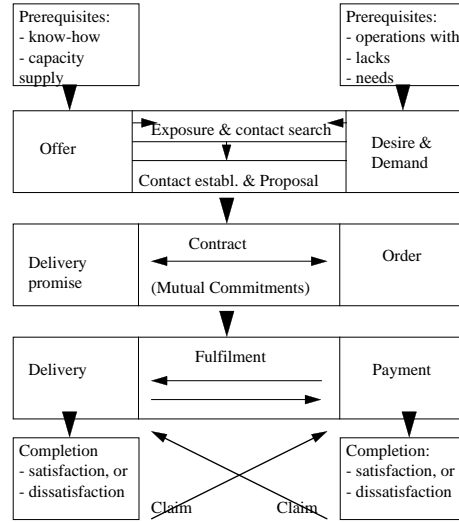 Prerequisites:
- know-how
- capacity
supply
Prerequisites:
- operations with
- lacks
- needs
Offer
Exposure & contact search
Contact establ. & Proposal
Desire &
Demand
Delivery
promise
Contract
(Mutual Commitments)
Order
Delivery
Fulfilment
Payment
Completion
- satisfaction, or
- dissatisfaction
Completion:
- satisfaction, or
- dissatisfaction
Claim
Claim